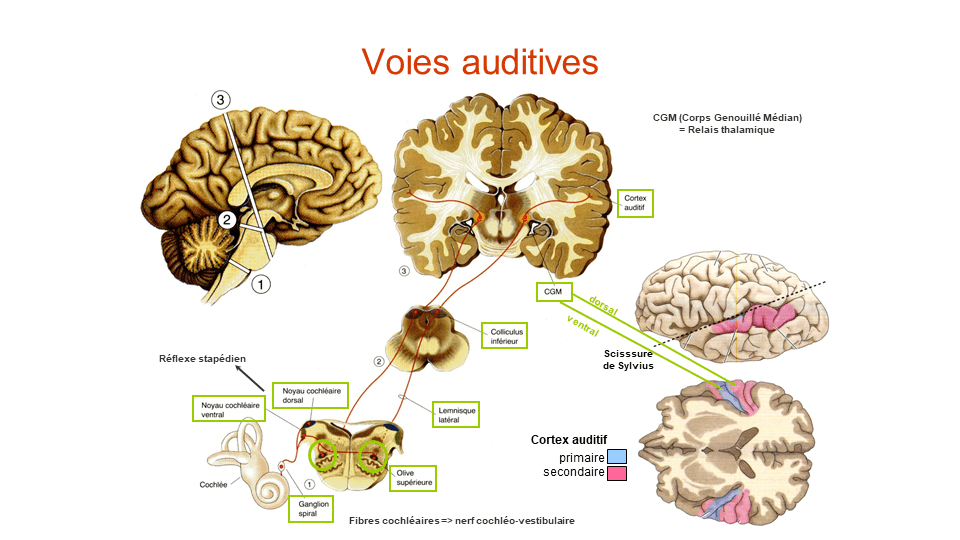 Voies auditives
3
2
1
CGM (Corps Genouillé Médian)
= Relais thalamique
Cortex
auditif
3
CGM
dorsal
ventral
Colliculus
inférieur
2
Scisssure
de Sylvius
Réflexe stapédien
Noyau cochléaire
dorsal
Noyau cochléaire
ventral
Lemnisque
latéral
Cortex auditif
primaire
secondaire
Olive
supérieure
Cochlée
1
Ganglion
spiral
Fibres cochléaires => nerf cochléo-vestibulaire